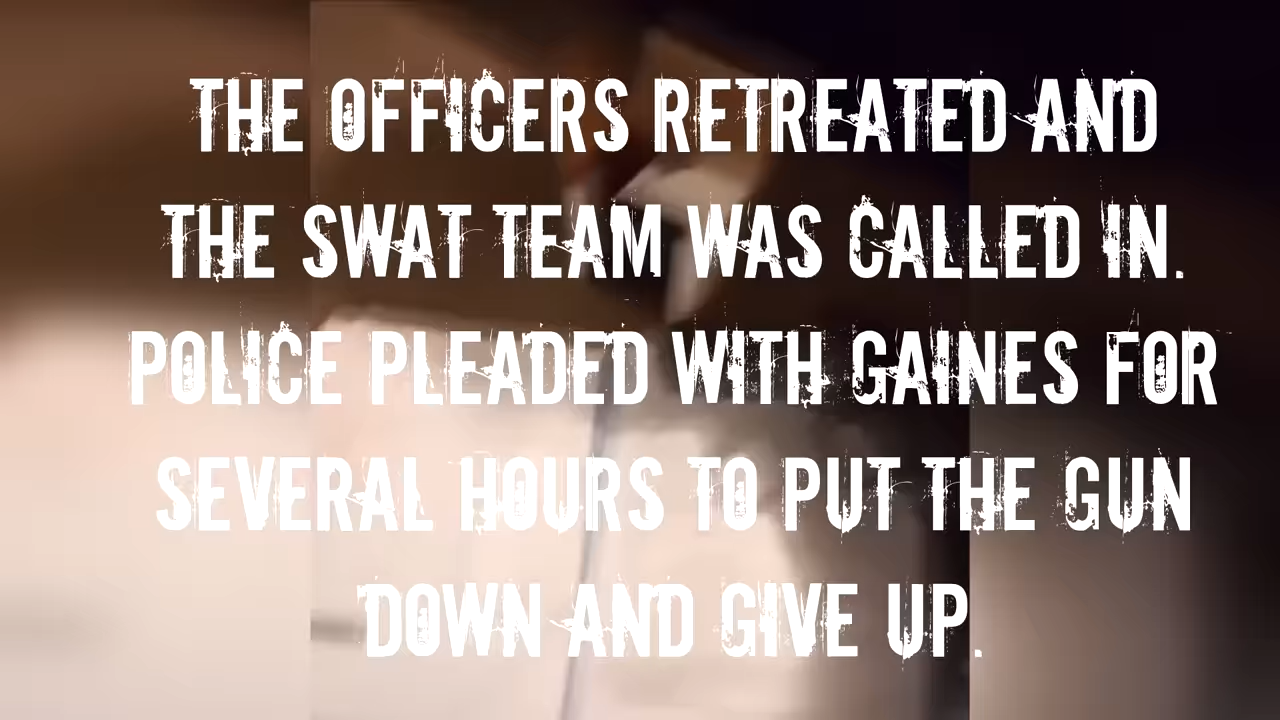 THE OFFICERS RETREATED AND
THE SWAT TEAM WAS CALLED IN.
POLICE PLEADED WITH GAINES FOR
SEVERAL HOURS TO PUT THE GUN
DOWN AND GIVE UP.